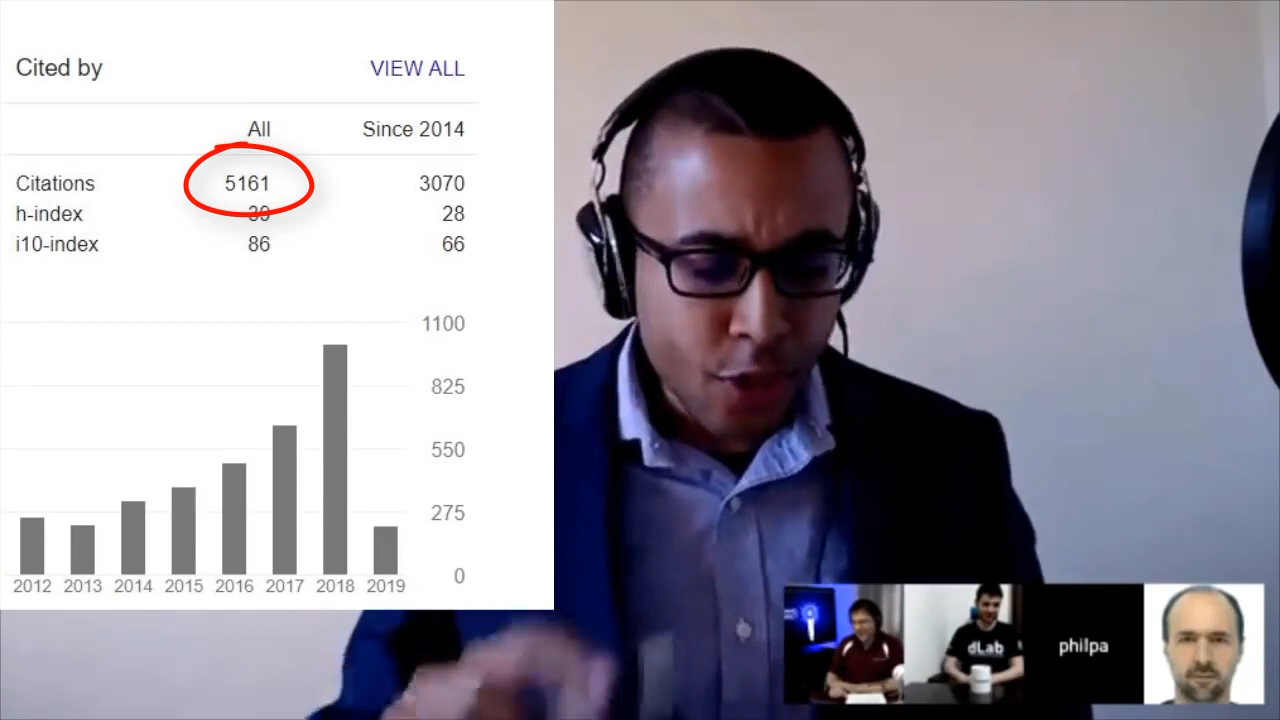 Cited by VIEW ALL
All Since 2014
Citations 5161 3070
h-index 39 28
i10-index 86 66
1100
825
550
275
0
2012 2013 2014 2015 2016 2017 2018 2019
dLab
philpa